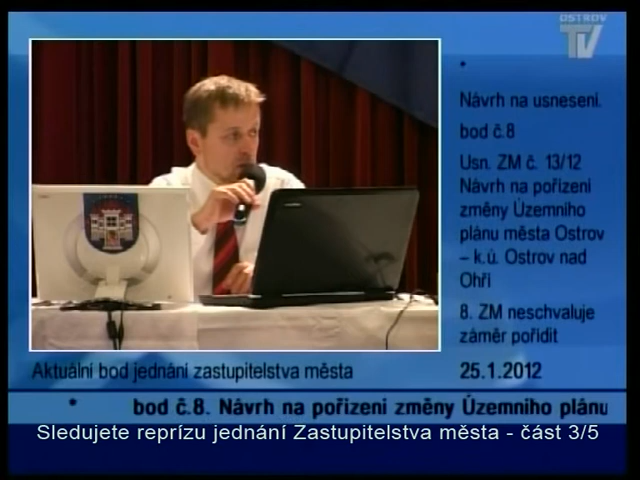 OSTROV
TV
*
Návrh na usnesení.
bod č.8
Usn. ZM č. 13/12
Návrh na pořízení
změny Územního
plánu města Ostrov
– k.ú. Ostrov nad
Ohří
8. ZM neschvaluje
záměr pořídit
Aktuální bod jednání zastupitelstva města
25.1.2012
* bod č.8. Návrh na pořízení změny Územního plánu
Sledujete reprízu jednání Zastupitelstva města - část 3/5